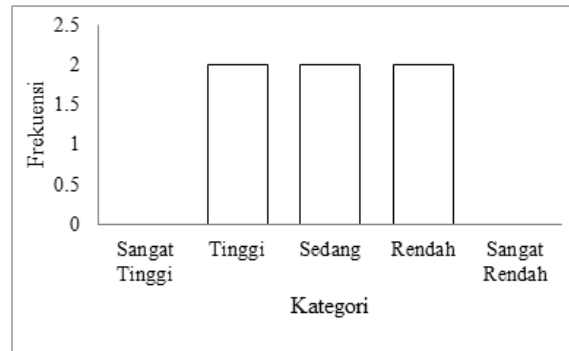 2.5
2
1.5
1
0.5
0
Frekuensi
Sangat Tinggi Sedang Rendah Sangat
Tinggi Rendah
Kategori